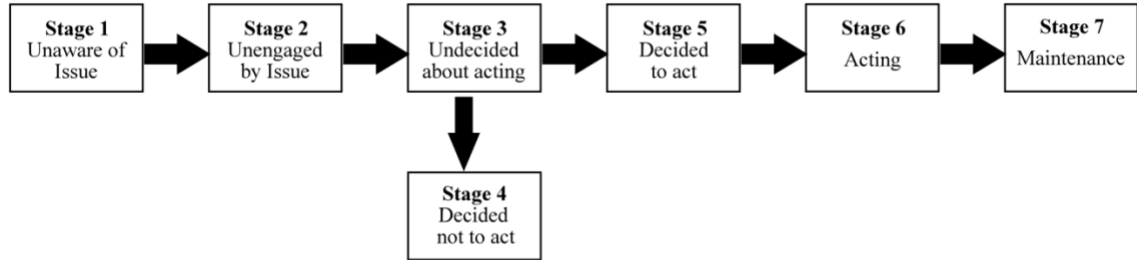 Stage 1
Unaware of
Issue
Stage 2
Unengaged
by Issue
Stage 3
Undecided
about acting
Stage 5
Decided
to act
Stage 6
Acting
Stage 7
Maintenance
Stage 4
Decided
not to act